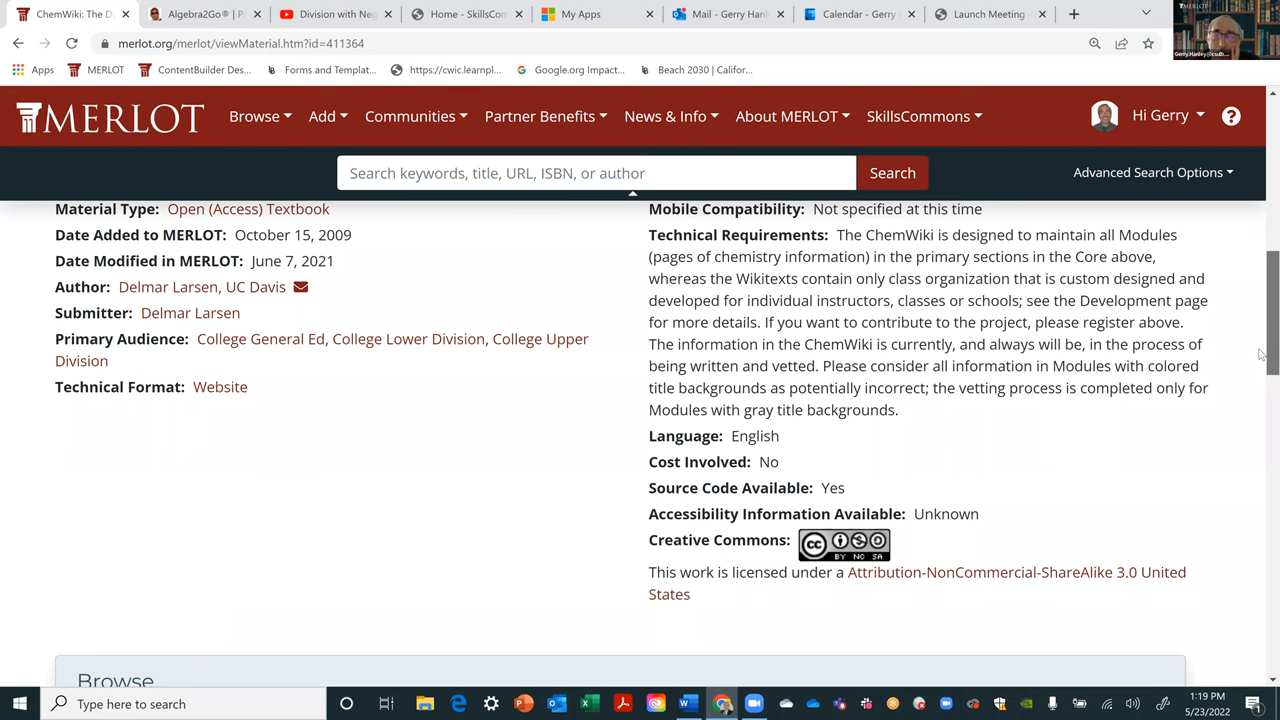 ChemWiki: The D
Algebra2Go® | P
Division with Neg
Home - SkillsCom
My Apps
Mail - Gerry Hanl
Calendar - Gerry
Launch Meeting
MERLOT
Gerry.Hanley@csulb...
merlot.org/merlot/viewMaterial.htm?id=411364
Apps
MERLOT
ContentBuilder Des...
Forms and Templat...
https://cwic.learnpl...
Google.org Impact...
Beach 2030 | Califor...
MERLOT
Browse
Add
Communities
Partner Benefits
News & Info
About MERLOT
SkillsCommons
Hi Gerry
?
Search keywords, title, URL, ISBN, or author
Search
Advanced Search Options
Material Type: Open (Access) Textbook
Date Added to MERLOT: October 15, 2009
Date Modified in MERLOT: June 7, 2021
Author: Delmar Larsen, UC Davis
Submitter: Delmar Larsen
Primary Audience: College General Ed, College Lower Division, College Upper
Division
Technical Format: Website
Mobile Compatibility: Not specified at this time
Technical Requirements: The ChemWiki is designed to maintain all Modules
(pages of chemistry information) in the primary sections in the Core above,
whereas the Wikitexts contain only class organization that is custom designed and
developed for individual instructors, classes or schools; see the Development page
for more details. If you want to contribute to the project, please register above.
The information in the ChemWiki is currently, and always will be, in the process of
being written and vetted. Please consider all information in Modules with colored
title backgrounds as potentially incorrect; the vetting process is completed only for
Modules with gray title backgrounds.
Language: English
Cost Involved: No
Source Code Available: Yes
Accessibility Information Available: Unknown
Creative Commons:
CC
BY NC SA
This work is licensed under a Attribution-NonCommercial-ShareAlike 3.0 United
States
Browse
Type here to search
1:19 PM
5/23/2022